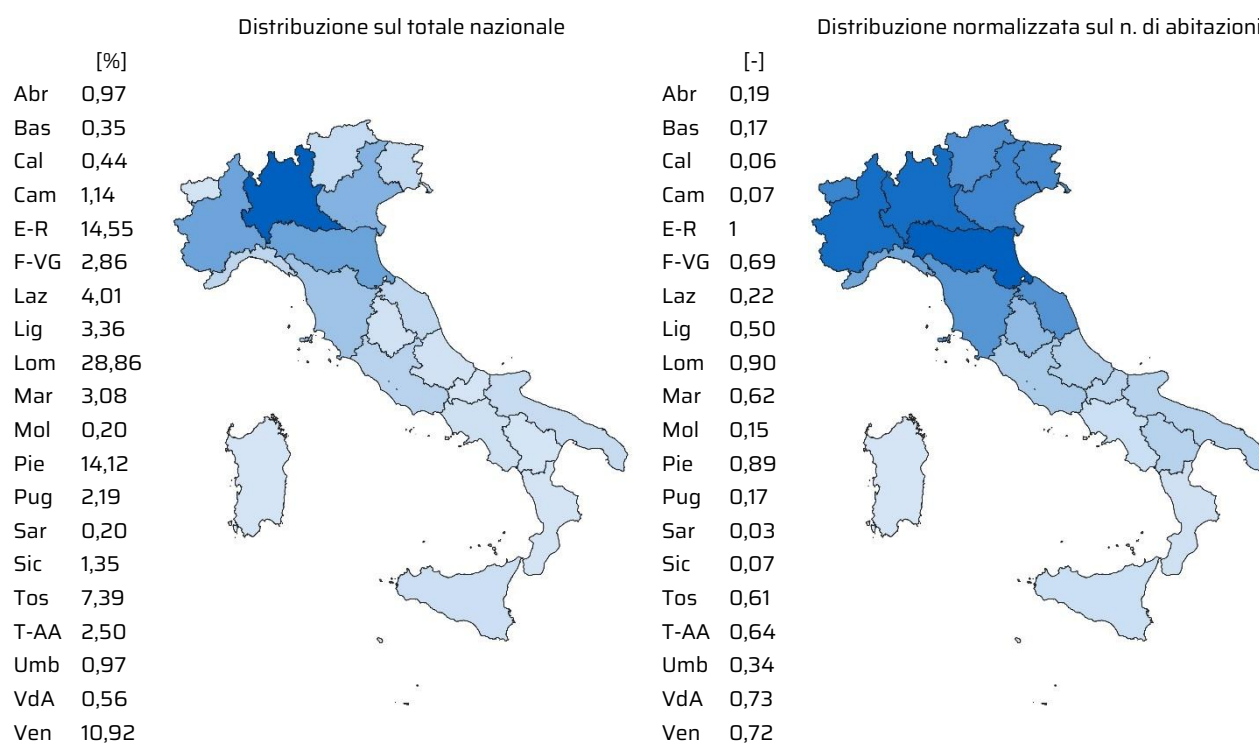 Distribuzione sul totale nazionale
[%]
Abr 0,97
Bas 0,35
Cal 0,44
Cam 1,14
E-R 14,55
F-VG 2,86
Laz 4,01
Lig 3,36
Lom 28,86
Mar 3,08
Mol 0,20
Pie 14,12
Pug 2,19
Sar 0,20
Sic 1,35
Tos 7,39
T-AA 2,50
Umb 0,97
VdA 0,56
Ven 10,92
Distribuzione normalizzata sul n. di abitazioni
[-]
Abr 0,19
Bas 0,17
Cal 0,06
Cam 0,07
E-R 1
F-VG 0,69
Laz 0,22
Lig 0,50
Lom 0,90
Mar 0,62
Mol 0,15
Pie 0,89
Pug 0,17
Sar 0,03
Sic 0,07
Tos 0,61
T-AA 0,64
Umb 0,34
VdA 0,73
Ven 0,72